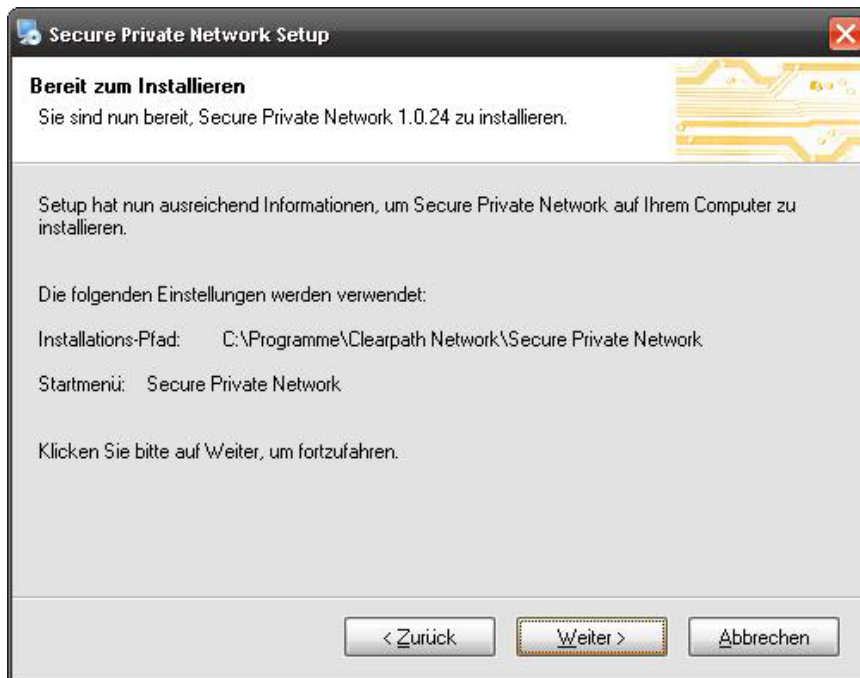 Secure Private Network Setup
Bereit zum Installieren
Sie sind nun bereit, Secure Private Network 1.0.24 zu installieren.
Setup hat nun ausreichend Informationen, um Secure Private Network auf Ihrem Computer zu
installieren.
Die folgenden Einstellungen werden verwendet:
Installations-Pfad: C:\Programme\Clearpath Network\Secure Private Network
Startmenü: Secure Private Network
Klicken Sie bitte auf Weiter, um fortzufahren.
< Zurück Weiter > Abbrechen